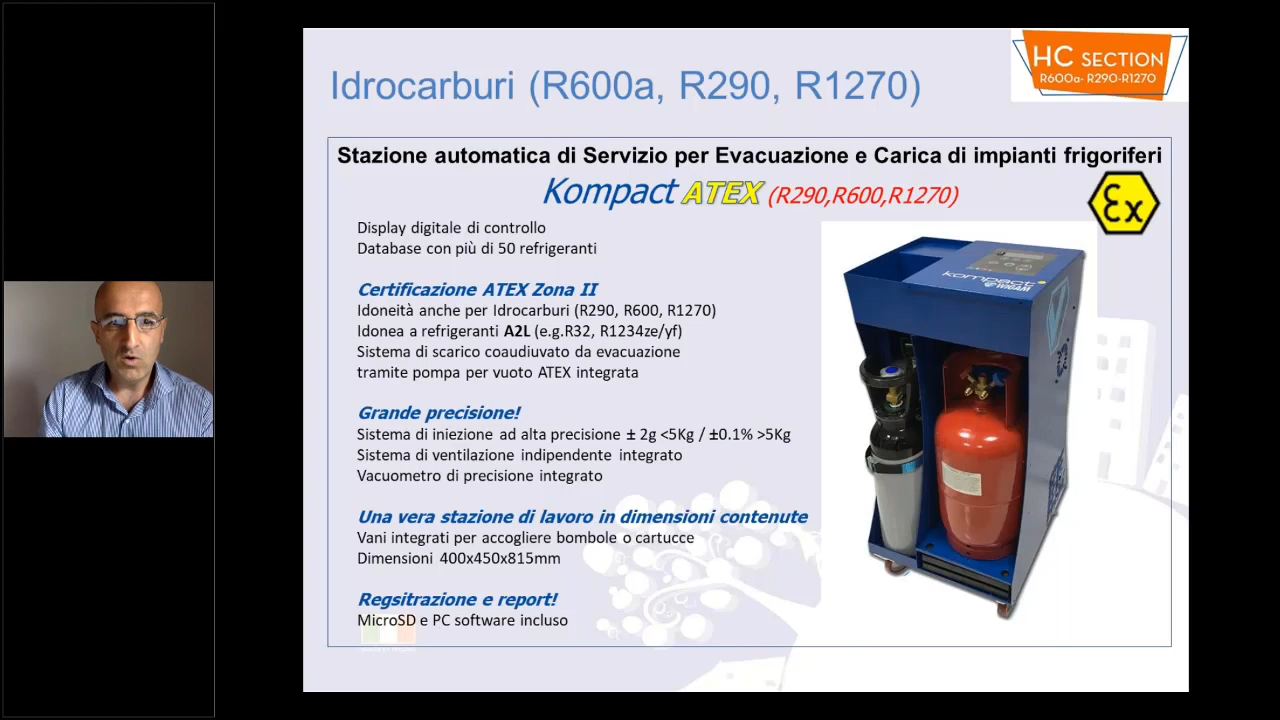 Idrocarburi (R600a, R290, R1270)
HC SECTION
R600a- R290-R1270
Stazione automatica di Servizio per Evacuazione e Carica di impianti frigoriferi
Kompact ATEX (R290,R600,R1270)
Ex
Display digitale di controllo
Database con più di 50 refrigeranti
Certificazione ATEX Zona II
Idoneità anche per Idrocarburi (R290, R600, R1270)
Idonea a refrigeranti A2L (e.g.R32, R1234ze/yf)
Sistema di scarico coaudiuvato da evacuazione
tramite pompa per vuoto ATEX integrata
Grande precisione!
Sistema di iniezione ad alta precisione ± 2g <5Kg / ±0.1% >5Kg
Sistema di ventilazione indipendente integrato
Vacuometro di precisione integrato
Una vera stazione di lavoro in dimensioni contenute
Vani integrati per accogliere bombole o cartucce
Dimensioni 400x450x815mm
Regsitrazione e report!
MicroSD e PC software incluso
kompact
WIGAM